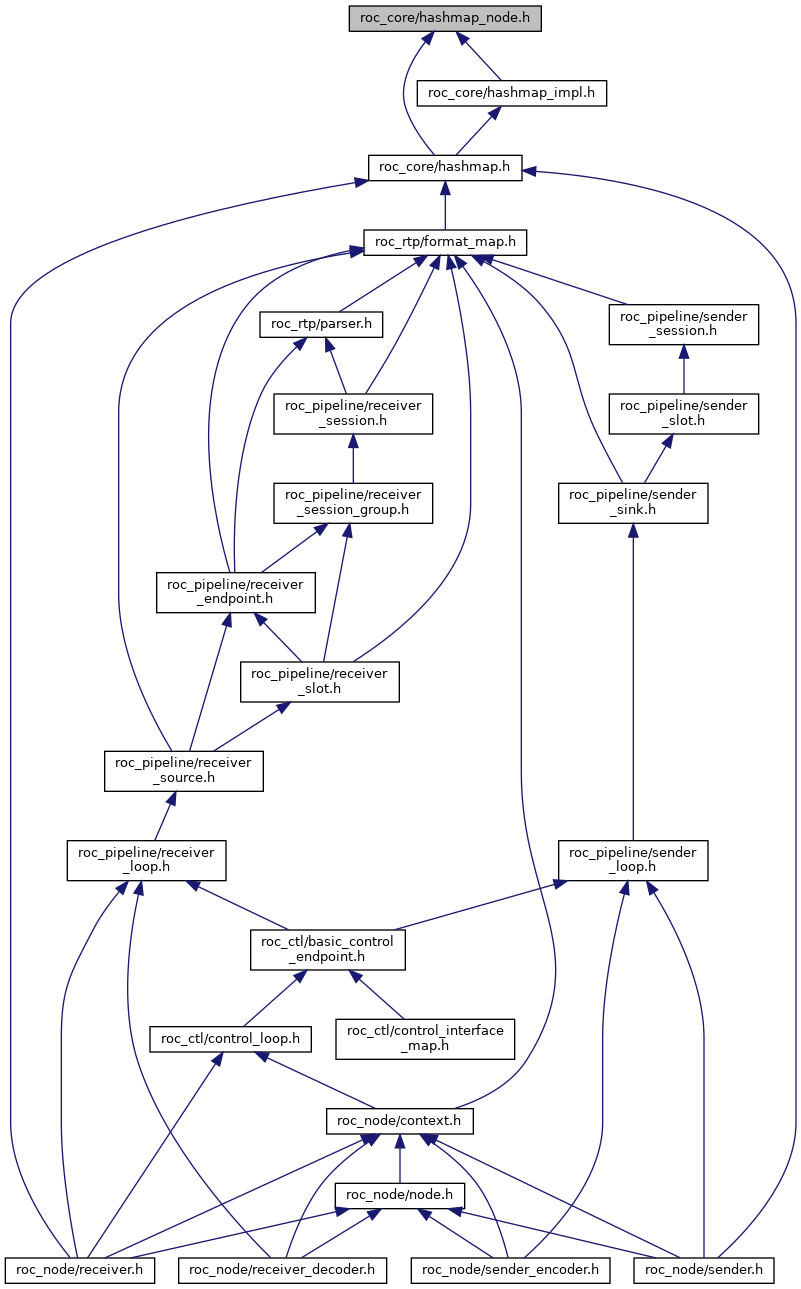 roc_core/hashmap_node.h
roc_core/hashmap_impl.h
roc_core/hashmap.h
roc_rtp/format_map.h
roc_rtp/parser.h
roc_pipeline/sender
_session.h
roc_pipeline/receiver
_session.h
roc_pipeline/sender
_slot.h
roc_pipeline/receiver
_session_group.h
roc_pipeline/sender
_sink.h
roc_pipeline/receiver
_endpoint.h
roc_pipeline/receiver
_slot.h
roc_pipeline/receiver
_source.h
roc_pipeline/receiver
_loop.h
roc_pipeline/sender
_loop.h
roc_ctl/basic_control
_endpoint.h
roc_ctl/control_loop.h
roc_ctl/control_interface
_map.h
roc_node/context.h
roc_node/node.h
roc_node/receiver.h
roc_node/receiver_decoder.h
roc_node/sender_encoder.h
roc_node/sender.h